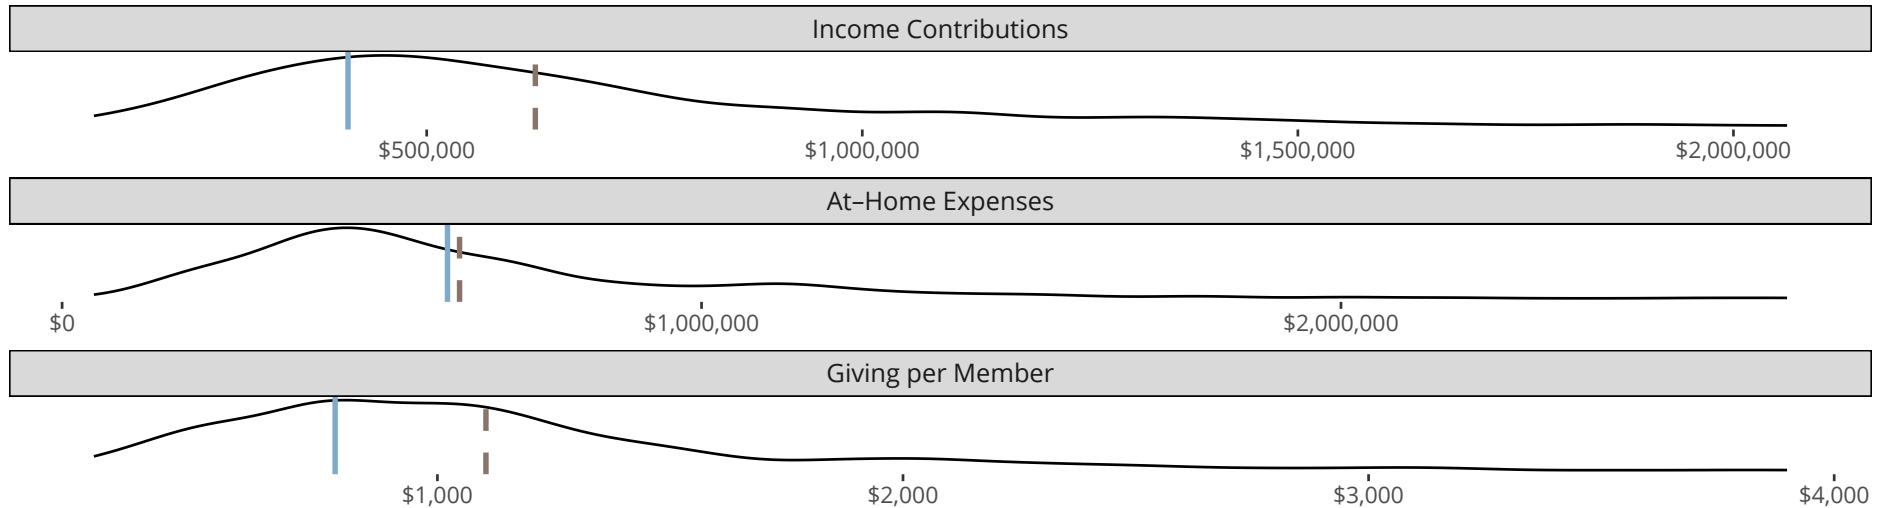 Income Contributions
$500,000 $1,000,000 $1,500,000 $2,000,000
At–Home Expenses
$0 $1,000,000 $2,000,000
Giving per Member
$1,000 $2,000 $3,000 $4,000